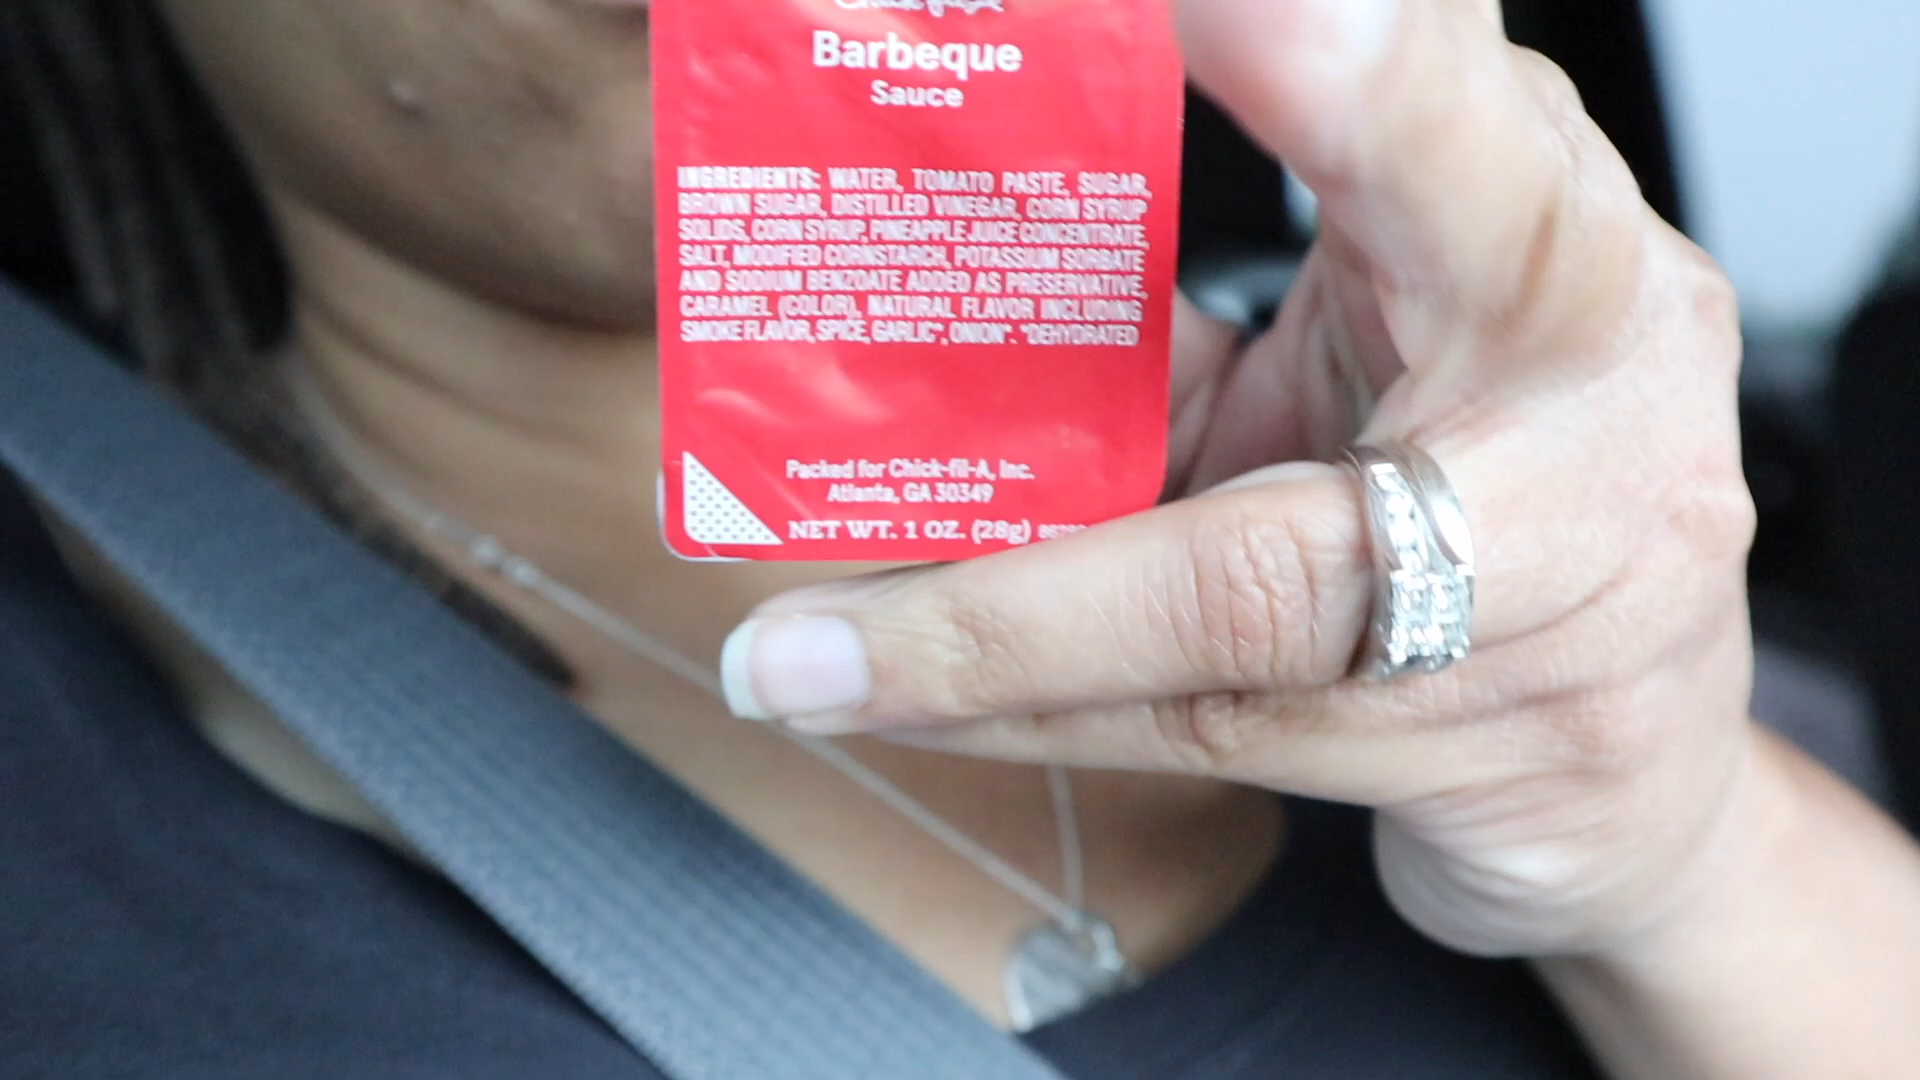 Barbeque
Sauce
INGREDIENTS: WATER, TOMATO PASTE, SUGAR,
BROWN SUGAR, DISTILLED VINEGAR, CORN SYRUP
SOLIDS, CORN SYRUP, PINEAPPLE JUICE CONCENTRATE,
SALT, MODIFIED CORNSTARCH, POTASSIUM SORBATE
AND SODIUM BENZOATE ADDED AS PRESERVATIVE,
CARAMEL (COLOR), NATURAL FLAVOR INCLUDING
SMOKE FLAVOR, SPICE, GARLIC*, ONION*. *DEHYDRATED
Packed for Chick-fil-A, Inc.
Atlanta, GA 30349
NET WT. 1 OZ. (28g)